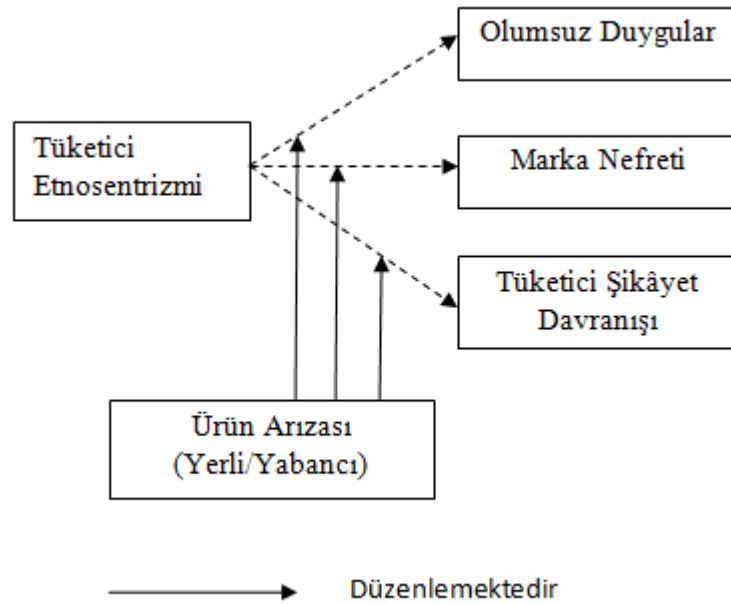 Olumsuz Duygular
Tüketici
Etnosentrizmi
Marka Nefreti
Tüketici Şikâyet
Davranışı
Ürün Arızası
(Yerli/Yabancı)
Düzenlemektedir